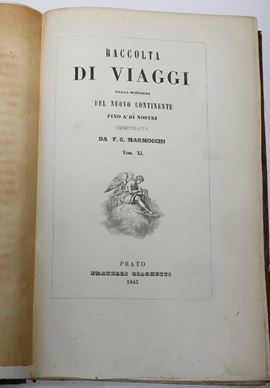 RACCOLTA
DI VIAGGI
DALLA SCOPERTA
DEL NUOVO CONTINENTE
FINO A' DÌ NOSTRI
COMPILATA
DA F. C. MARMOCCHI
Tom. XI.
PRATO
FRATELLI GIACHETTI
1843